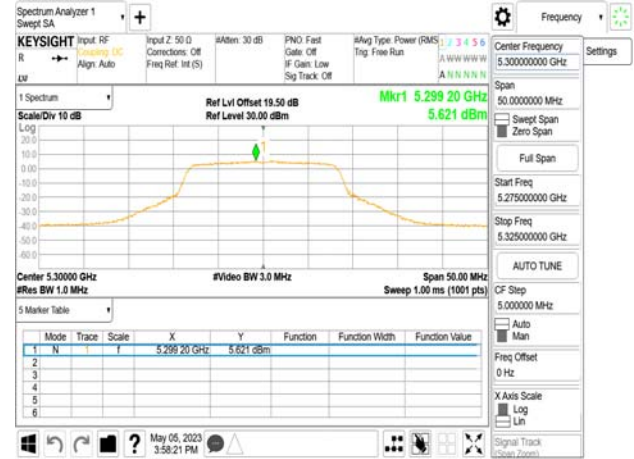 Spectrum Analyzer 1
Swept SA
+
Frequency
KEYSIGHT
R
Input: RF
Coupling: DC
Align: Auto
Input Z: 50 Ω
Corrections: Off
Freq Ref: Int (S)
#Atten: 30 dB
PNO: Fast
Gate: Off
IF Gain: Low
Sig Track: Off
#Avg Type: Power (RMS
Trig: Free Run
1 2 3 4 5 6
A W W W W W
A N N N N N
1 Spectrum
Scale/Div 10 dB
Ref Lvl Offset 19.50 dB
Ref Level 30.00 dBm
Mkr1 5.299 20 GHz
5.621 dBm
Log
20.0
10.0
0.00
-10.0
-20.0
-30.0
-40.0
-50.0
-60.0
1
Center 5.30000 GHz
#Res BW 1.0 MHz
#Video BW 3.0 MHz
Span 50.00 MHz
Sweep 1.00 ms (1001 pts)
5 Marker Table
Mode Trace Scale X Y Function Function Width Function Value
1 N 1 f 5.299 20 GHz 5.621 dBm
2
3
4
5
6
?
May 05, 2023
3:58:21 PM
Center Frequency
5.300000000 GHz
Settings
Span
50.0000000 MHz
Swept Span
Zero Span
Full Span
Start Freq
5.275000000 GHz
Stop Freq
5.325000000 GHz
AUTO TUNE
CF Step
5.000000 MHz
Auto
Man
Freq Offset
0 Hz
X Axis Scale
Log
Lin
Signal Track
(Span Zoom)